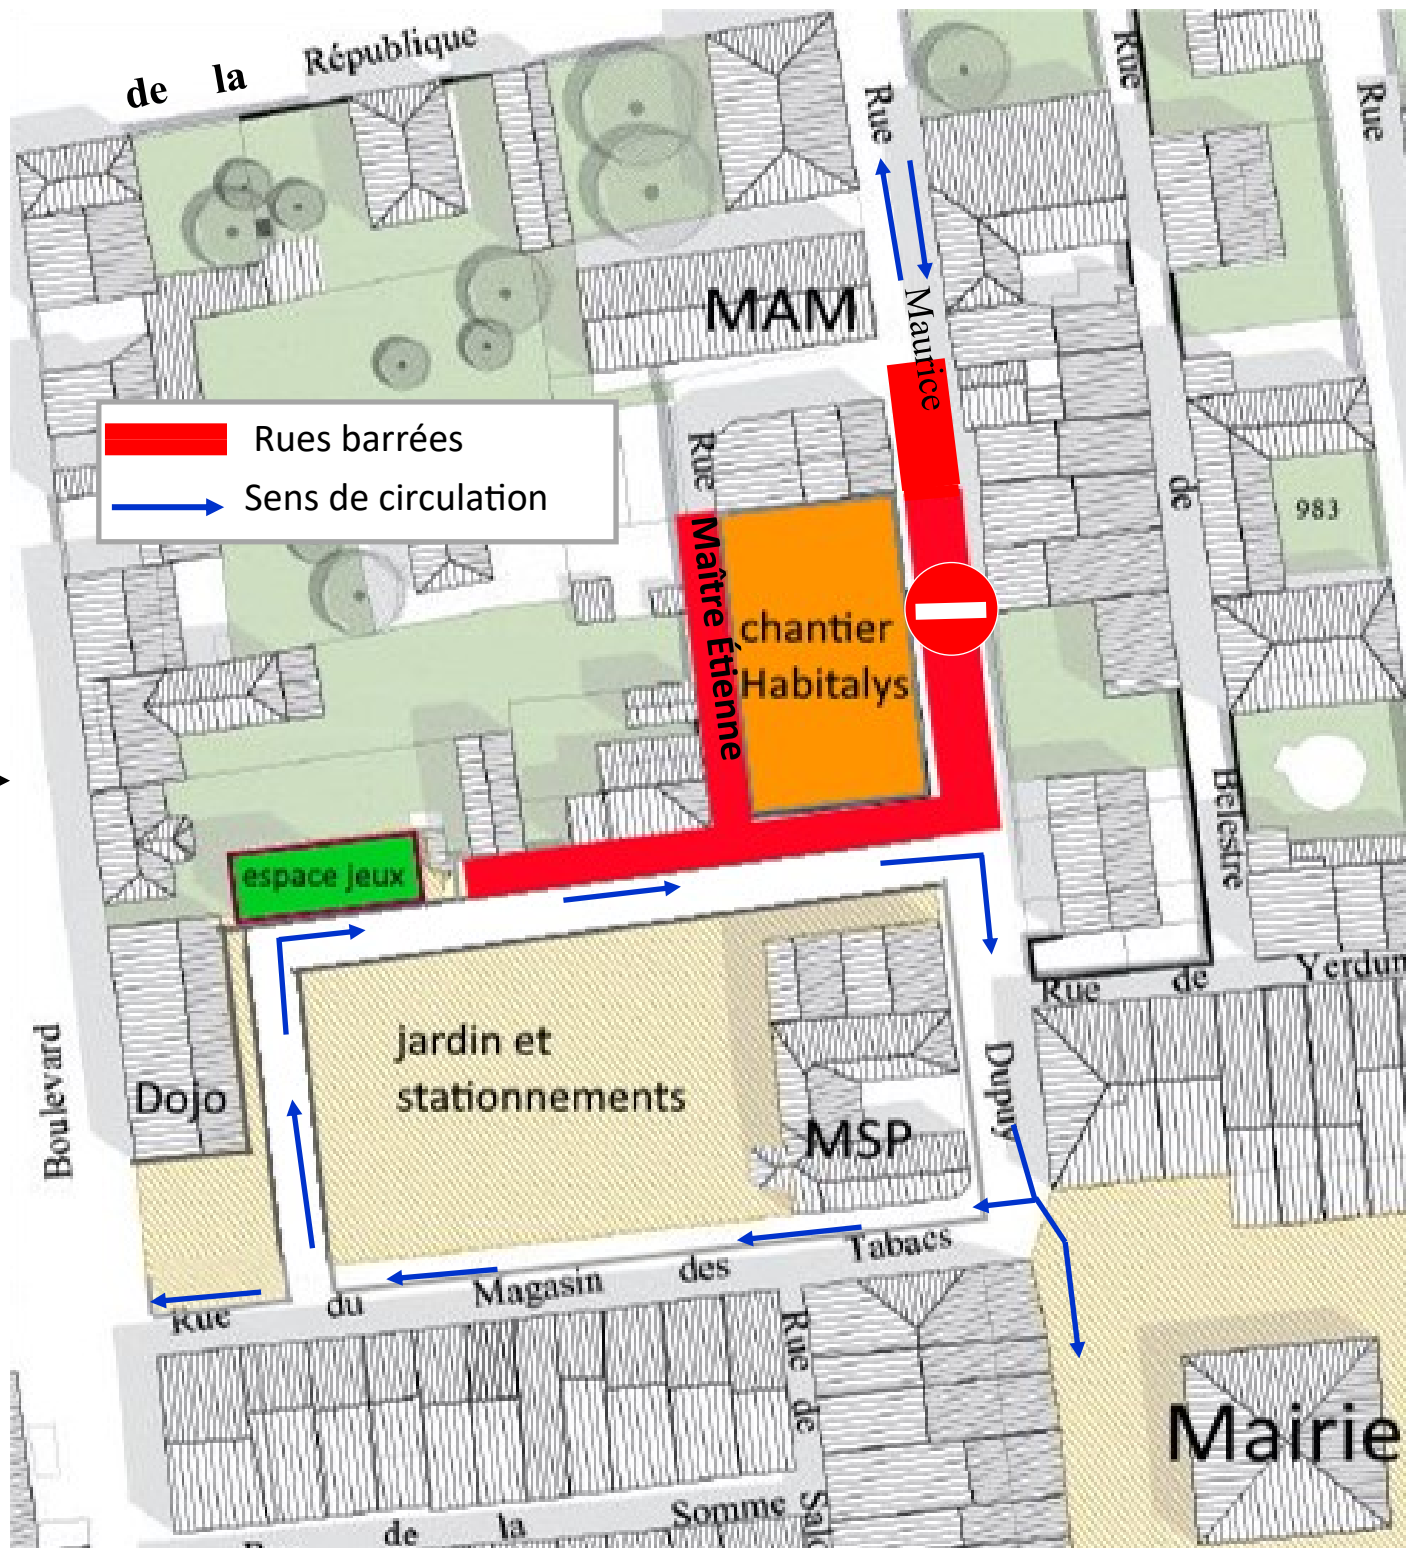 de la République
Rue
Rue
Rue
MAM
Maurice
Rues barrées
Sens de circulation
Rue
Maître Étienne
de
983
chantier
Habitalys
Belestre
espace jeux
Rue de Verdun
jardin et
stationnements
Boulevard
Dojo
Dupuy
MSP
Rue du Magasin des Tabacs
Rue de
Mairie
de la Somme